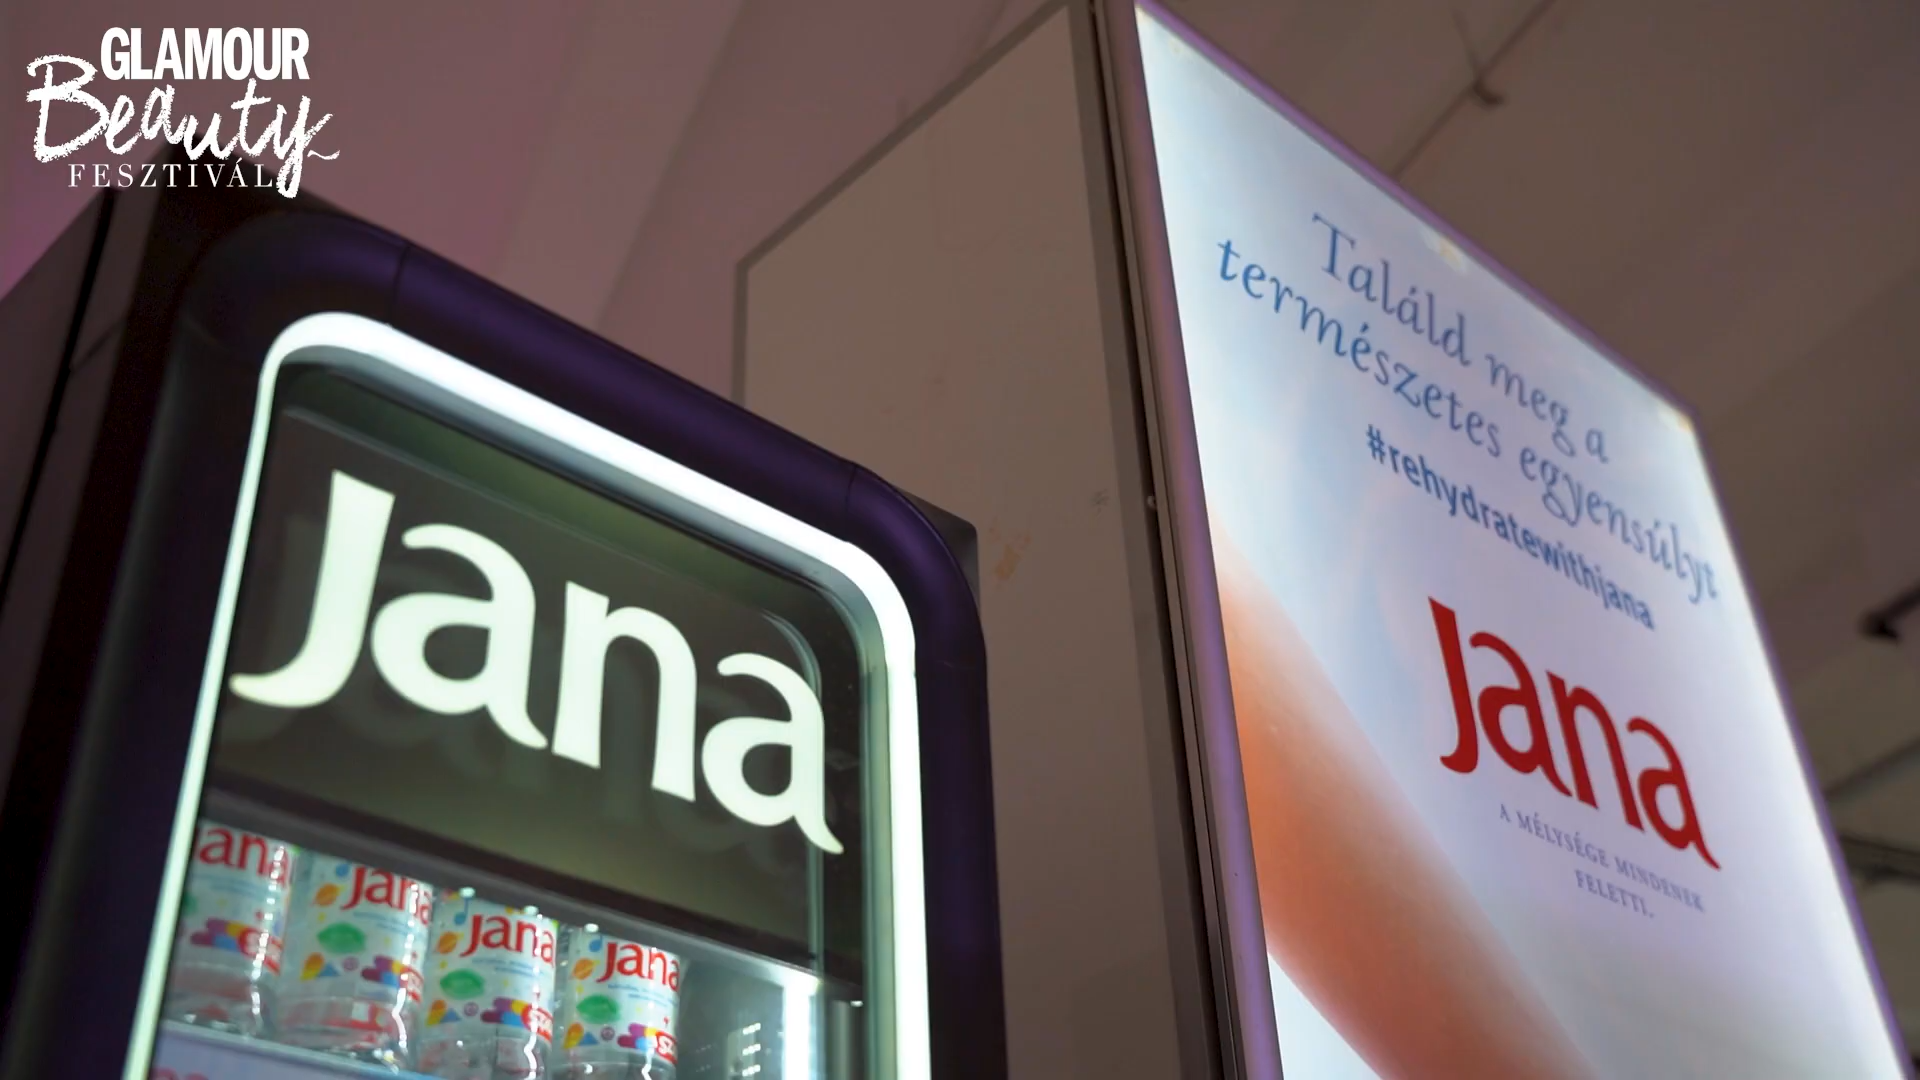 GLAMOUR
Beauty
FESZTIVÁL
Jana
Jana
Jana
Jana
Jana
Találd meg a
természetes egyensúlyt
#rehydratewithjana
Jana
A MÉLYSÉGE MINDENEK
FELETTI.